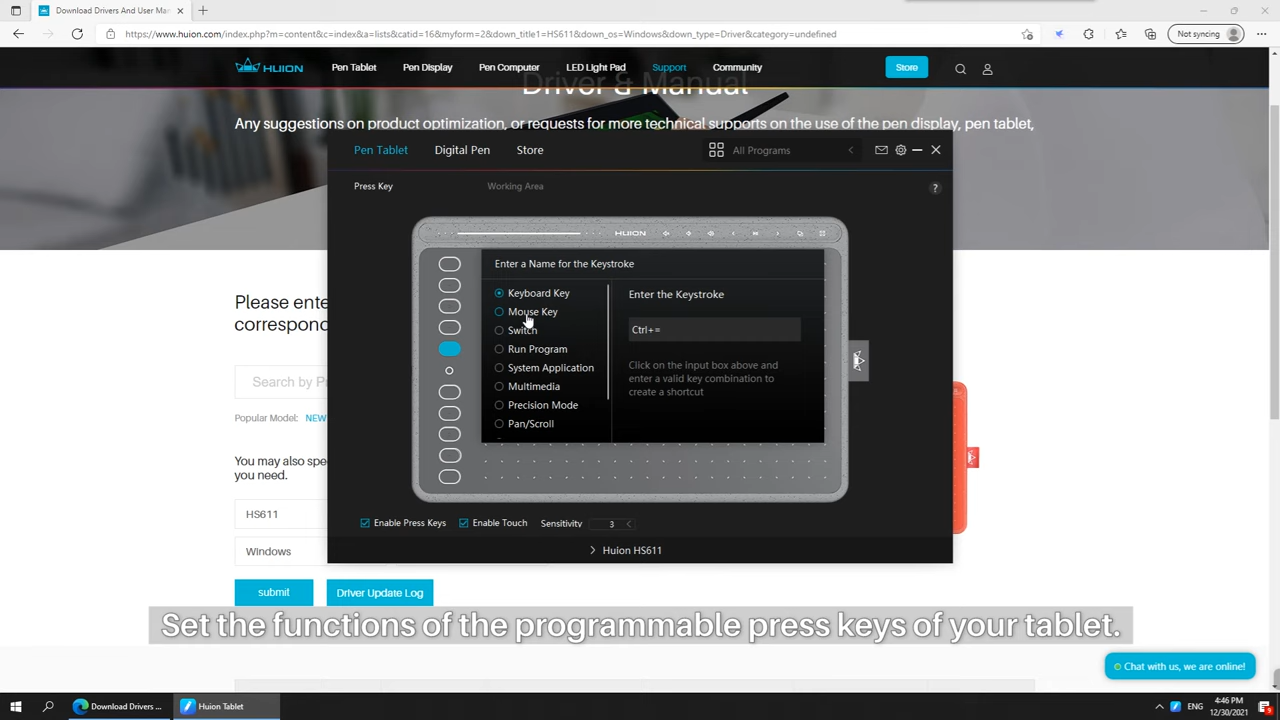 Download Drivers And User Mar
https://www.huion.com/index.php?m=content&c=index&a=lists&catid=16&myform=2&down_title1=HS611&down_os=Windows&down_type=Driver&category=undefined
Not syncing
HUION
Pen Tablet
Pen Display
Pen Computer
LED Light Pad
Support
Community
Store
Driver & Manual
Any suggestions on product optimization, or requests for more technical supports on the use of the pen display, pen tablet,
Pen Tablet
Digital Pen
Store
All Programs
Press Key
Working Area
?
HUION
Enter a Name for the Keystroke
Keyboard Key
Mouse Key
Switch
Run Program
System Application
Multimedia
Precision Mode
Pan/Scroll
Enter the Keystroke
Ctrl+=
Click on the input box above and
enter a valid key combination to
create a shortcut
Enable Press Keys
Enable Touch
Sensitivity
3
Huion HS611
Please ente
correspon
Search by P
Popular Model: NEW
You may also spe
you need.
HS611
Windows
submit
Driver Update Log
Set the functions of the programmable press keys of your tablet.
Chat with us, we are online!
Download Drivers ...
Huion Tablet
ENG
4:46 PM
12/30/2021